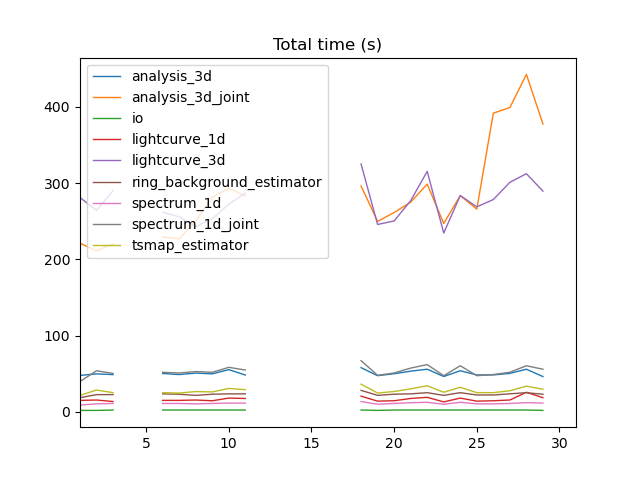 Total time (s)
400
300
200
100
0
analysis_3d
analysis_3d_joint
io
lightcurve_1d
lightcurve_3d
ring_background_estimator
spectrum_1d
spectrum_1d_joint
tsmap_estimator
5 10 15 20 25 30